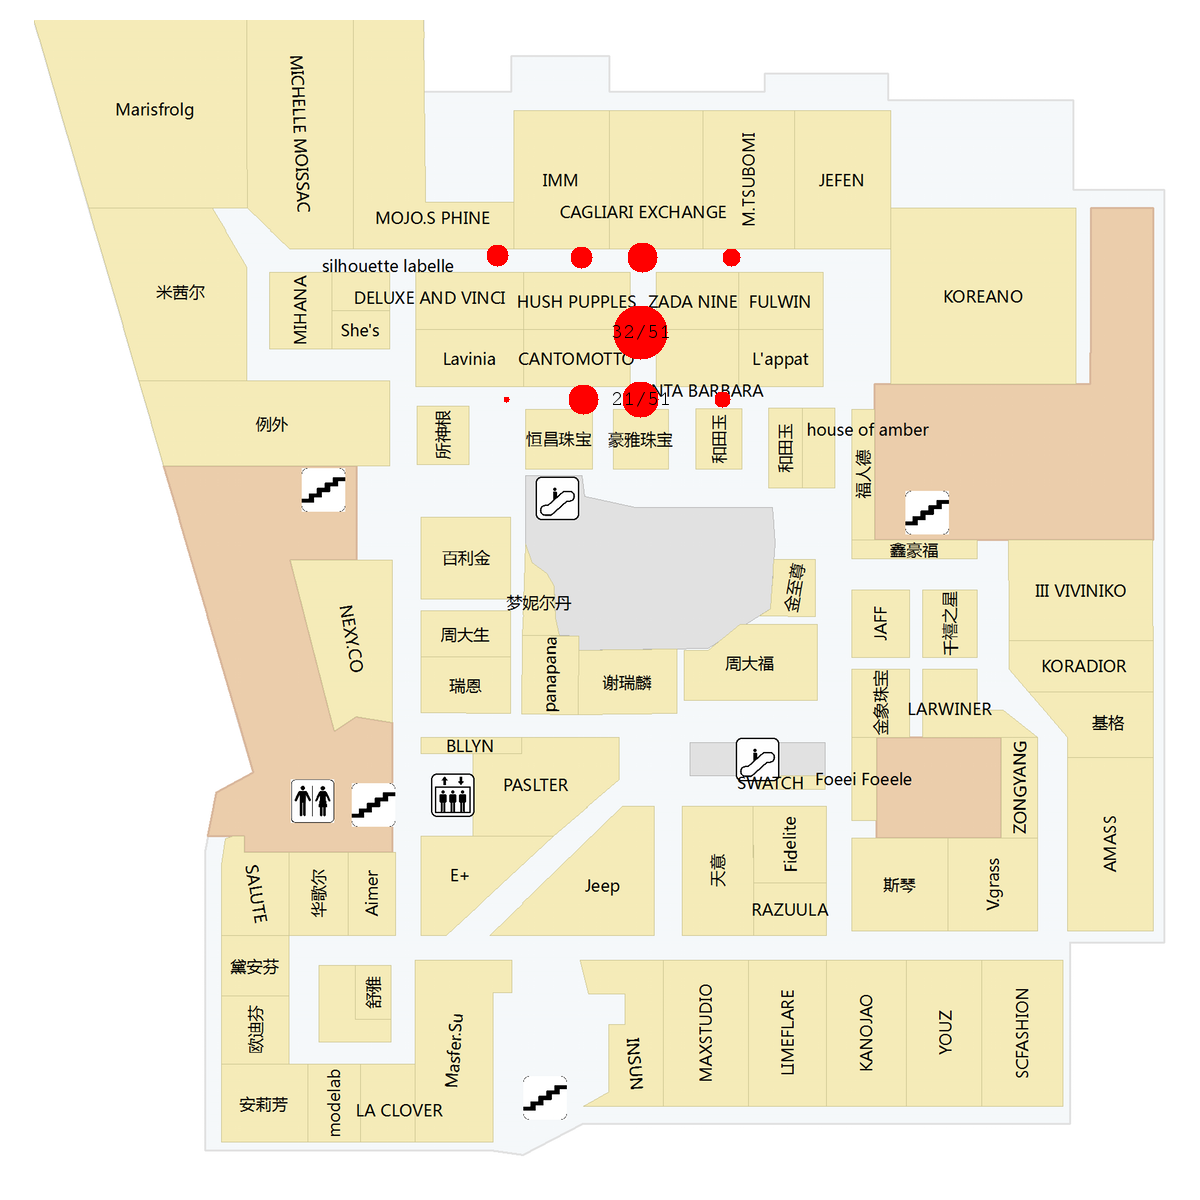 Marisfrolg
MICHELLE MOISSAC
MOJO.S PHINE
IMM
CAGLIARI EXCHANGE
M.TSUBOMI
JEFEN
silhouette labelle
米茜尔
MIHANA
DELUXE AND VINCI
She's
HUSH PUPPLES
ZADA NINE
FULWIN
KOREANO
32/51
Lavinia
CANTOMOTTO
L'appat
NTA BARBARA
21/51
例外
所神根
恒昌珠宝
豪雅珠宝
和田玉
和田玉
house of amber
福人德
鑫豪福
百利金
梦妮尔丹
金至尊
III VIVINIKO
JAFF
千禧之星
NEXY.CO
周大生
瑞恩
panapana
谢瑞麟
周大福
KORADIOR
金象珠宝
LARWINER
基格
BLLYN
PASLTER
SWATCH
Foeei Foeele
ZONGYANG
AMASS
E+
Jeep
天意
Fidelite
RAZUULA
斯琴
V.grass
SALUTE
华歌尔
Aimer
黛安芬
舒雅
欧迪芬
Masfer.Su
INSUN
MAXSTUDIO
LIMEFLARE
KANOJAO
YOUZ
SCFASHION
安莉芳
modelab
LA CLOVER